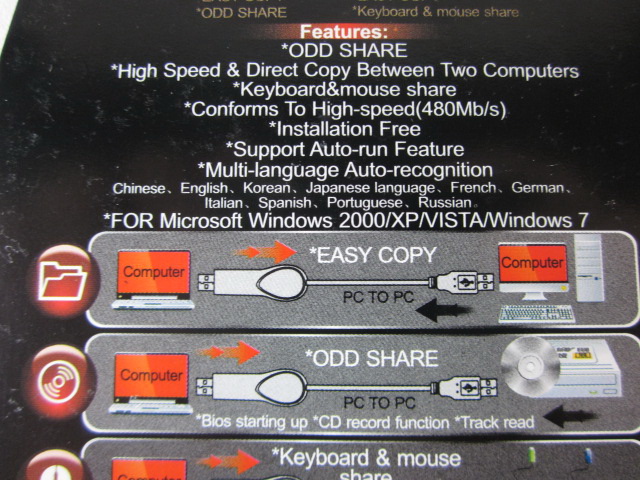 *ODD SHARE
*Keyboard & mouse share
Features:
*ODD SHARE
*High Speed & Direct Copy Between Two Computers
*Keyboard&mouse share
*Conforms To High-speed(480Mb/s)
*Installation Free
*Support Auto-run Feature
*Multi-language Auto-recognition
Chinese、English、Korean、Japanese language、French、German、
Italian、Spanish、Portuguese、Russian
*FOR Microsoft Windows 2000/XP/VISTA/Windows 7
*EASY COPY
Computer
Computer
PC TO PC
*ODD SHARE
Computer
PC TO PC
*Bios starting up *CD record function *Track read
*Keyboard & mouse
share
Computer